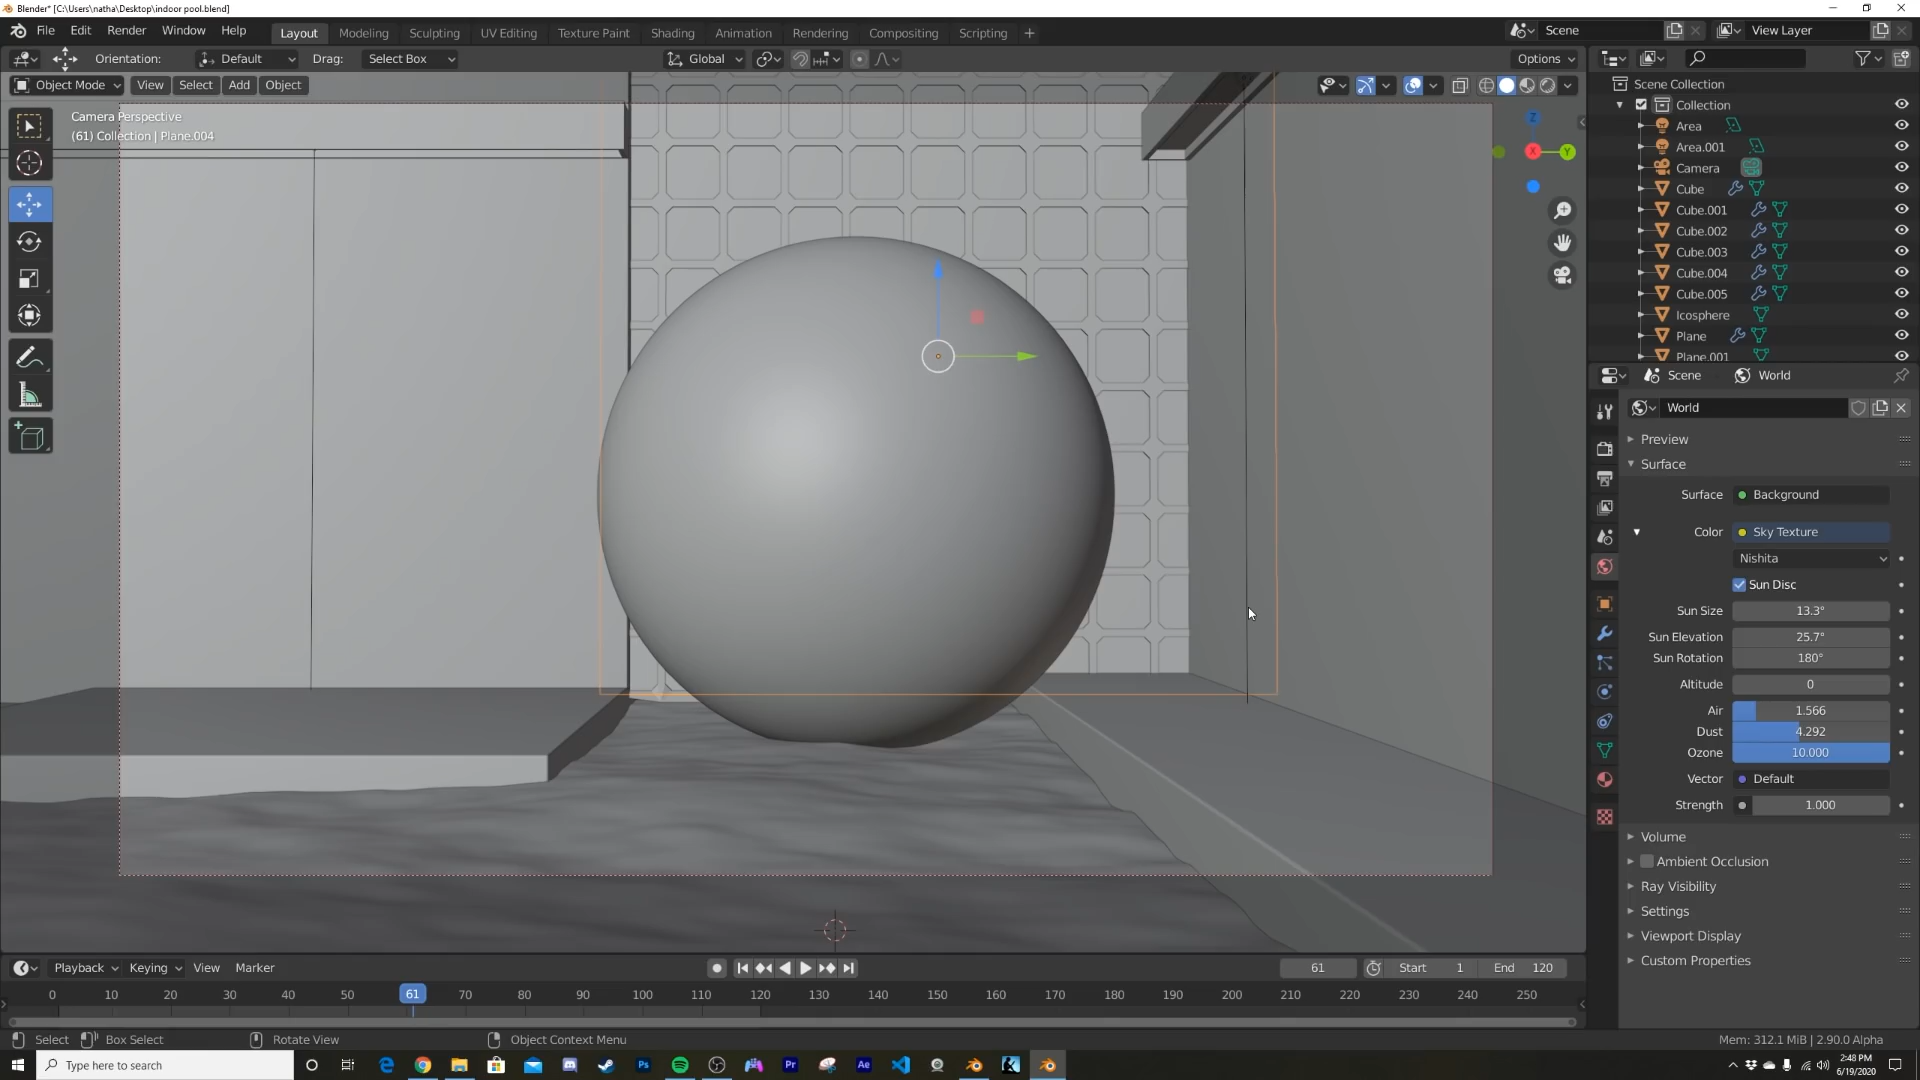 Blender* [C:\Users\natha\Desktop\indoor pool.blend]
File Edit Render Window Help Layout Modeling Sculpting UV Editing Texture Paint Shading Animation Rendering Compositing Scripting + Scene View Layer
Orientation: Default Drag: Select Box Global Options
Object Mode View Select Add Object
Camera Perspective
(61) Collection | Plane.004
Z
X
Y
Scene Collection
Collection
Area
Area.001
Camera
Cube
Cube.001
Cube.002
Cube.003
Cube.004
Cube.005
Icosphere
Plane
Plane.001
Scene World
World
Preview
Surface
Surface Background
Color Sky Texture
Nishita
Sun Disc
Sun Size 13.3°
Sun Elevation 25.7°
Sun Rotation 180°
Altitude 0
Air 1.566
Dust 4.292
Ozone 10.000
Vector Default
Strength 1.000
Volume
Ambient Occlusion
Ray Visibility
Settings
Viewport Display
Custom Properties
Playback Keying View Marker 61 Start 1 End 120
0 10 20 30 40 50 61 70 80 90 100 110 120 130 140 150 160 170 180 190 200 210 220 230 240 250
Select Box Select Rotate View Object Context Menu Mem: 312.1 MiB | 2.90.0 Alpha
Type here to search Ps Pr Ae 2:48 PM
6/19/2020